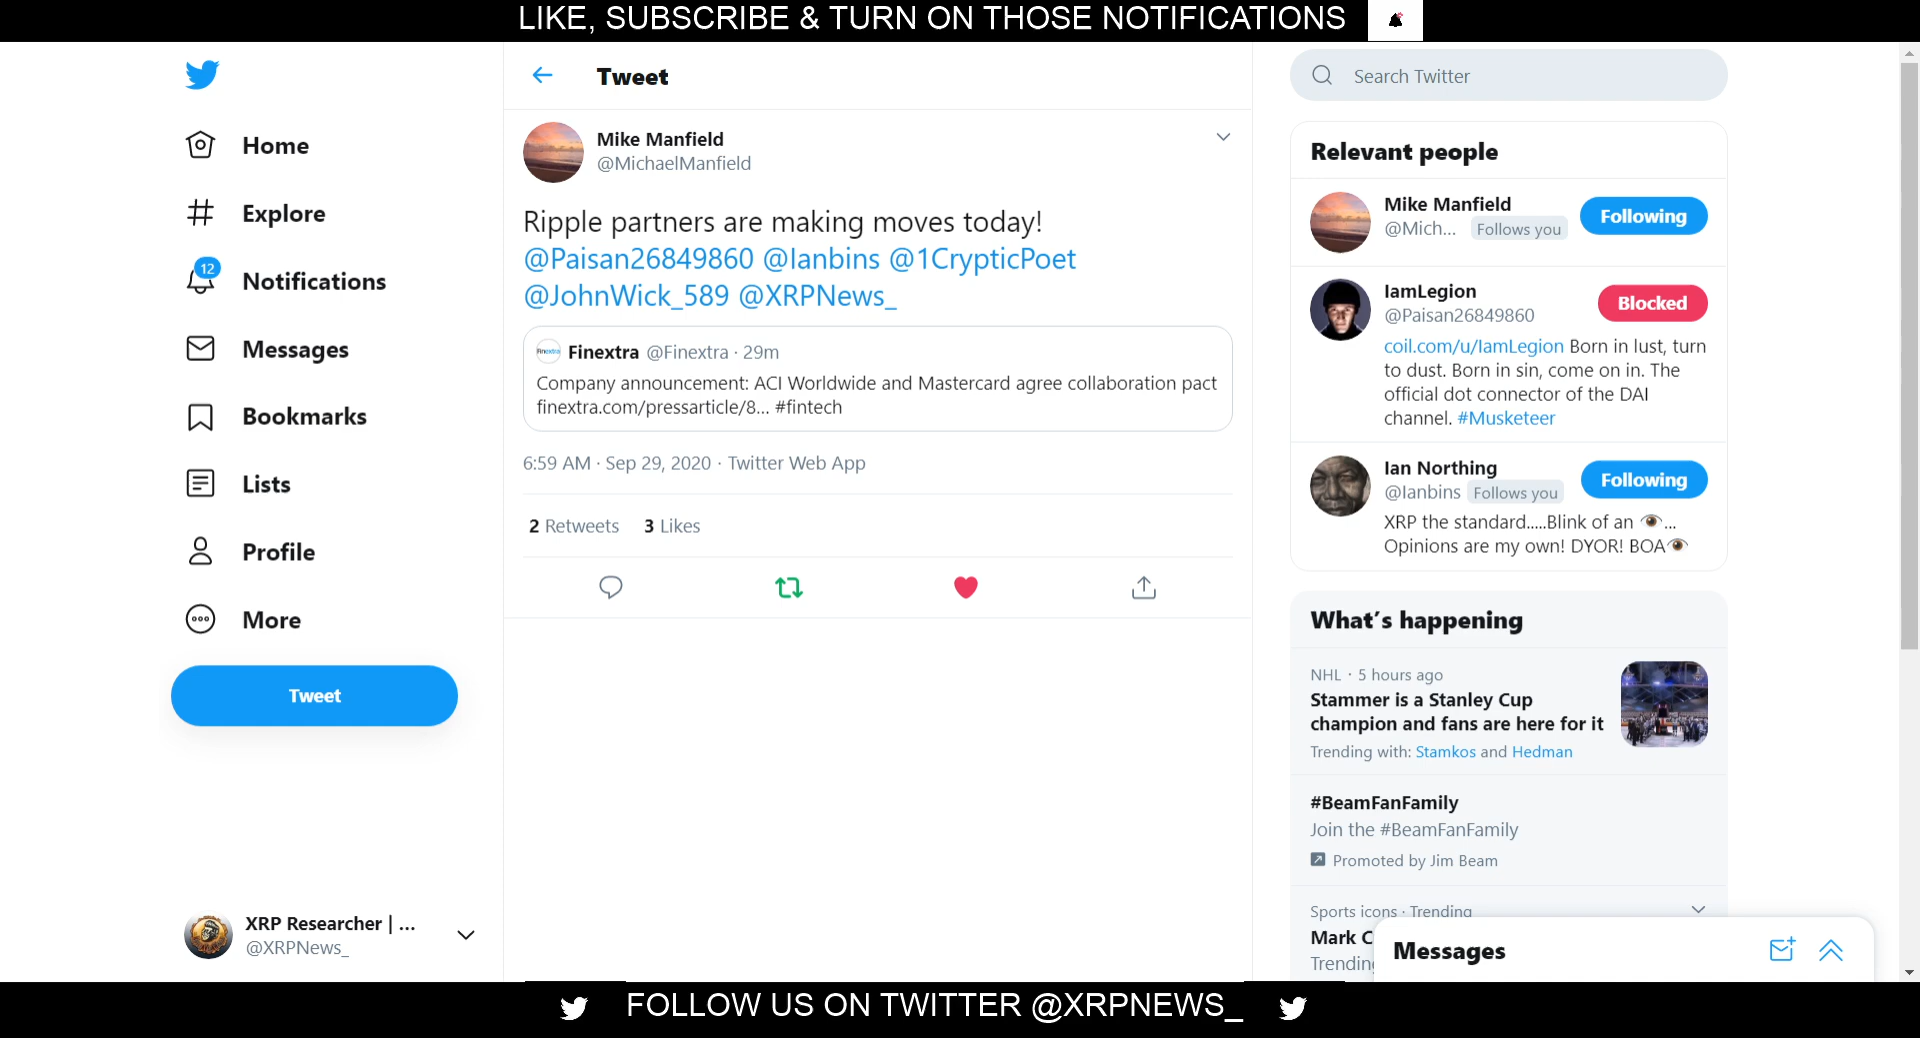 LIKE, SUBSCRIBE & TURN ON THOSE NOTIFICATIONS
Tweet
Search Twitter
Home
Explore
12
Notifications
Messages
Bookmarks
Lists
Profile
More
Tweet
XRP Researcher | ...
@XRPNews_
Mike Manfield
@MichaelManfield
Ripple partners are making moves today!
@Paisan26849860 @Ianbins @1CrypticPoet
@JohnWick_589 @XRPNews_
Finextra
Finextra @Finextra · 29m
Company announcement: ACI Worldwide and Mastercard agree collaboration pact
finextra.com/pressarticle/8... #fintech
6:59 AM · Sep 29, 2020 · Twitter Web App
2 Retweets 3 Likes
Relevant people
Mike Manfield
@Mich... Follows you
Following
IamLegion
@Paisan26849860
Blocked
coil.com/u/IamLegion Born in lust, turn
to dust. Born in sin, come on in. The
official dot connector of the DAI
channel. #Musketeer
Ian Northing
@Ianbins Follows you
Following
XRP the standard.....Blink of an 👁...
Opinions are my own! DYOR! BOA👁
What's happening
NHL · 5 hours ago
Stammer is a Stanley Cup
champion and fans are here for it
Trending with: Stamkos and Hedman
#BeamFanFamily
Join the #BeamFanFamily
Promoted by Jim Beam
Sports icons · Trending
Mark C
Trending
Messages
FOLLOW US ON TWITTER @XRPNEWS_